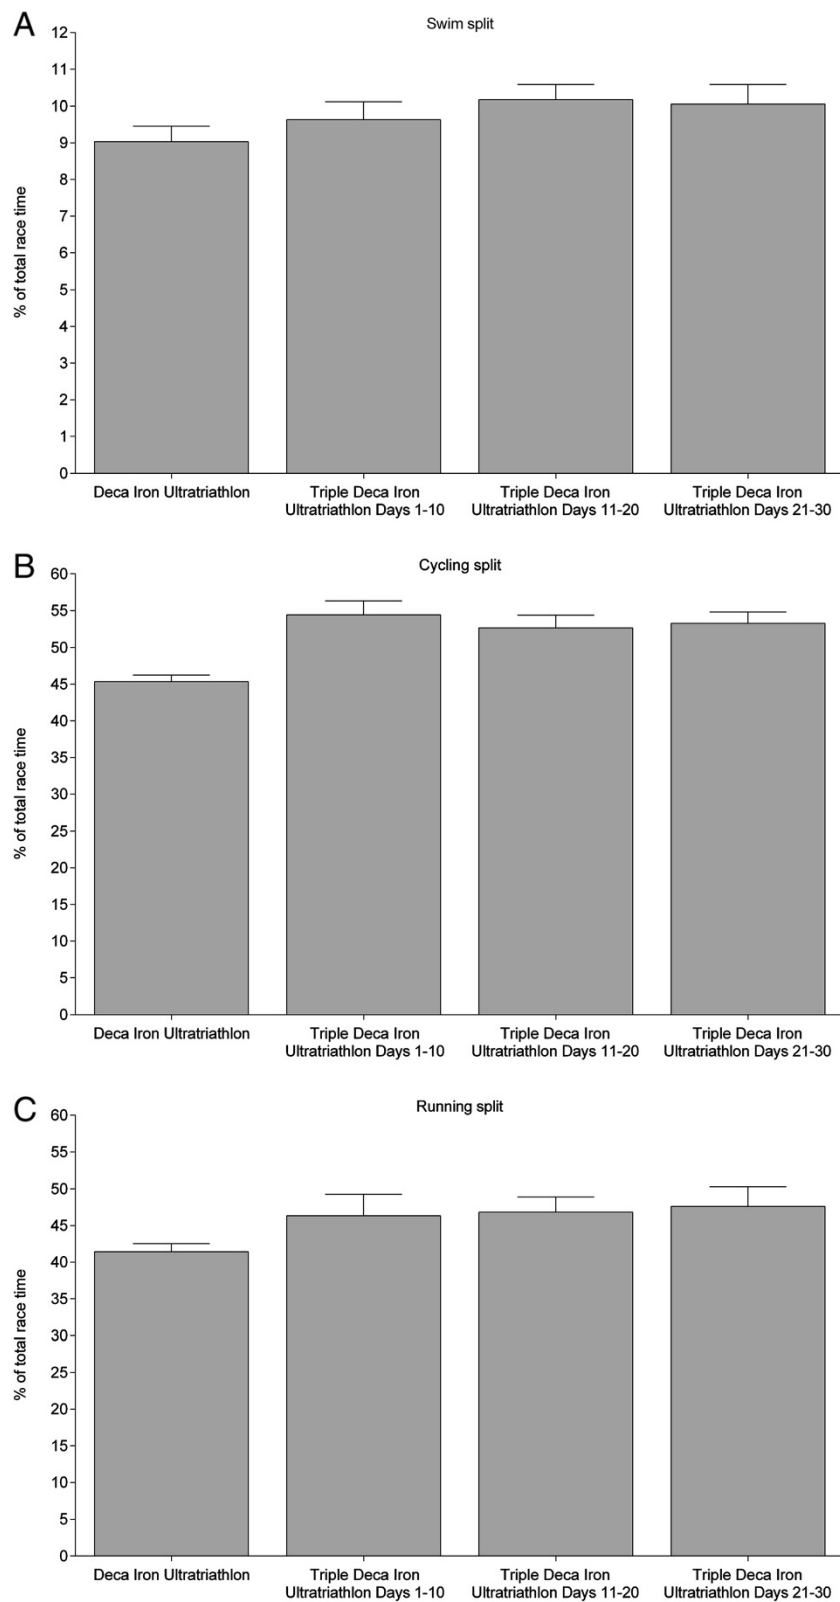 A
Swim split
12
11
10
9
8
7
6
5
4
3
2
1
0
% of total race time
Deca Iron Ultratriathlon
Triple Deca Iron
Ultratriathlon Days 1-10
Triple Deca Iron
Ultratriathlon Days 11-20
Triple Deca Iron
Ultratriathlon Days 21-30
B
Cycling split
60
55
50
45
40
35
30
25
20
15
10
5
0
% of total race time
Deca Iron Ultratriathlon
Triple Deca Iron
Ultratriathlon Days 1-10
Triple Deca Iron
Ultratriathlon Days 11-20
Triple Deca Iron
Ultratriathlon Days 21-30
C
Running split
60
55
50
45
40
35
30
25
20
15
10
5
0
% of total race time
Deca Iron Ultratriathlon
Triple Deca Iron
Ultratriathlon Days 1-10
Triple Deca Iron
Ultratriathlon Days 11-20
Triple Deca Iron
Ultratriathlon Days 21-30